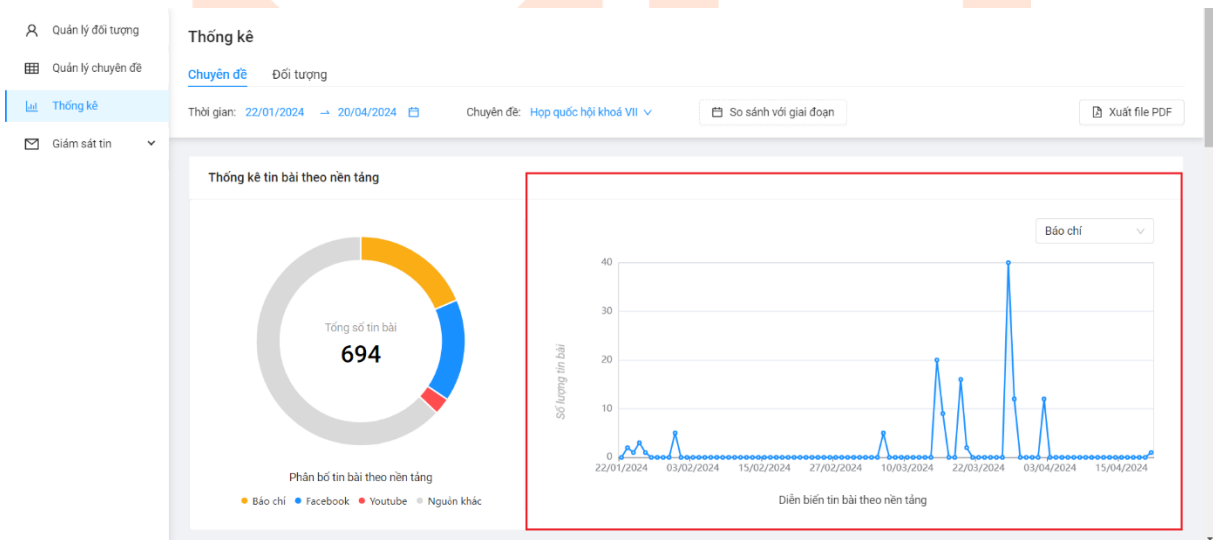 Quản lý đối tượng
Quản lý chuyên đề
Thống kê
Giám sát tin
Thống kê
Chuyên đề Đối tượng
Thời gian: 22/01/2024 → 20/04/2024 Chuyên đề: Họp quốc hội khoá VII So sánh với giai đoạn Xuất file PDF
Thống kê tin bài theo nền tảng
Tổng số tin bài
694
Phân bố tin bài theo nền tảng
Báo chí Facebook Youtube Nguồn khác
Báo chí
40
30
20
10
0
Số lượng tin bài
22/01/2024 03/02/2024 15/02/2024 27/02/2024 10/03/2024 22/03/2024 03/04/2024 15/04/2024
Diễn biến tin bài theo nền tảng